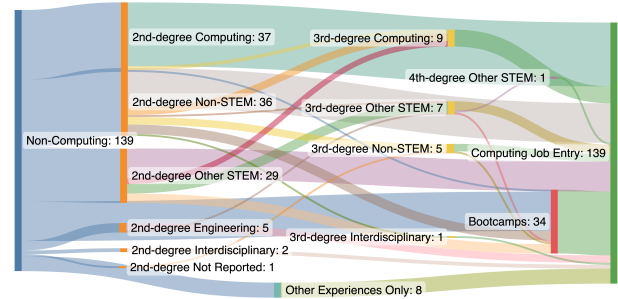 2nd-degree Computing: 37
3rd-degree Computing: 9
4th-degree Other STEM: 1
2nd-degree Non-STEM: 36
3rd-degree Other STEM: 7
Non-Computing: 139
3rd-degree Non-STEM: 5
Computing Job Entry: 139
2nd-degree Other STEM: 29
Bootcamps: 34
2nd-degree Engineering: 5
3rd-degree Interdisciplinary: 1
2nd-degree Interdisciplinary: 2
2nd-degree Not Reported: 1
Other Experiences Only: 8